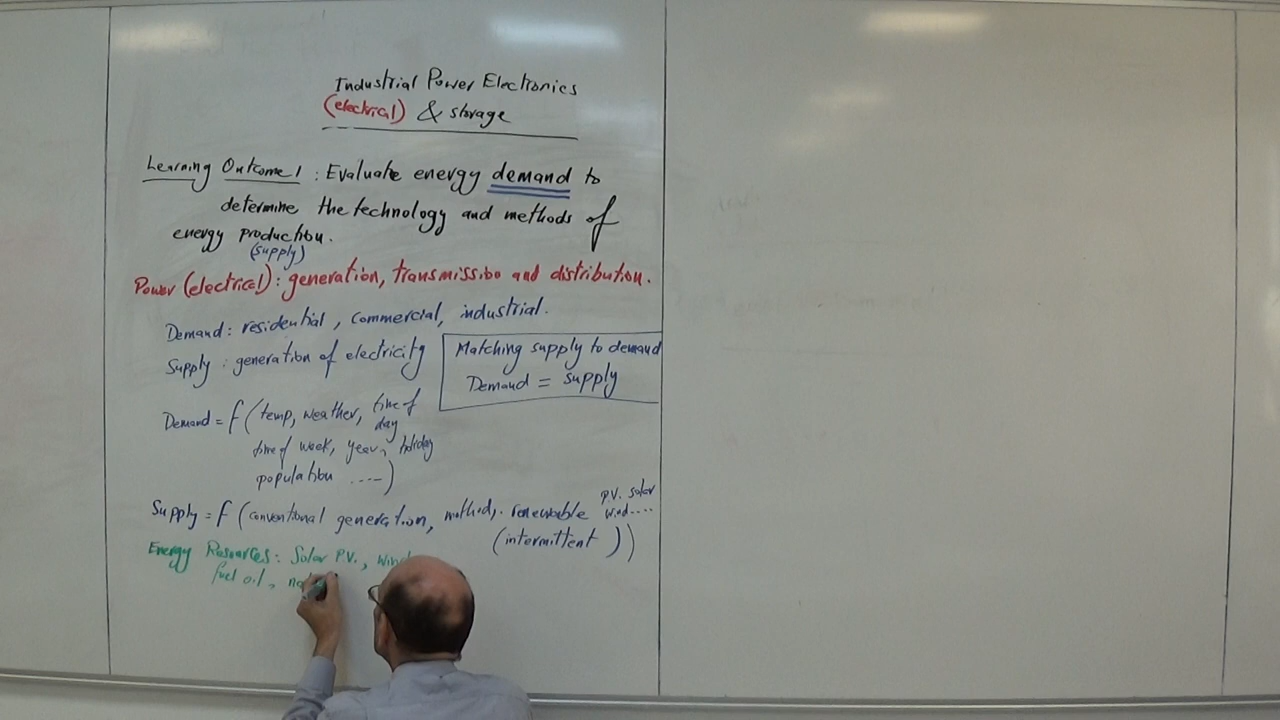 Industrial Power Electronics
(electrical) & storage
Learning Outcome 1 : Evaluate energy demand to
determine the technology and methods of
energy production.
(supply)
Power (electrical) : generation, transmission and distribution.
Demand : residential, commercial, industrial.
Supply : generation of electricity
Matching supply to demand
Demand = supply
Demand = f (temp, weather, time of
day
time of week, year, holiday
population ....)
Supply = f (conventional generation, method, renewable P.V. solar
wind....
(intermittent))
Energy Resources: Solar P.V., wind
fuel oil,